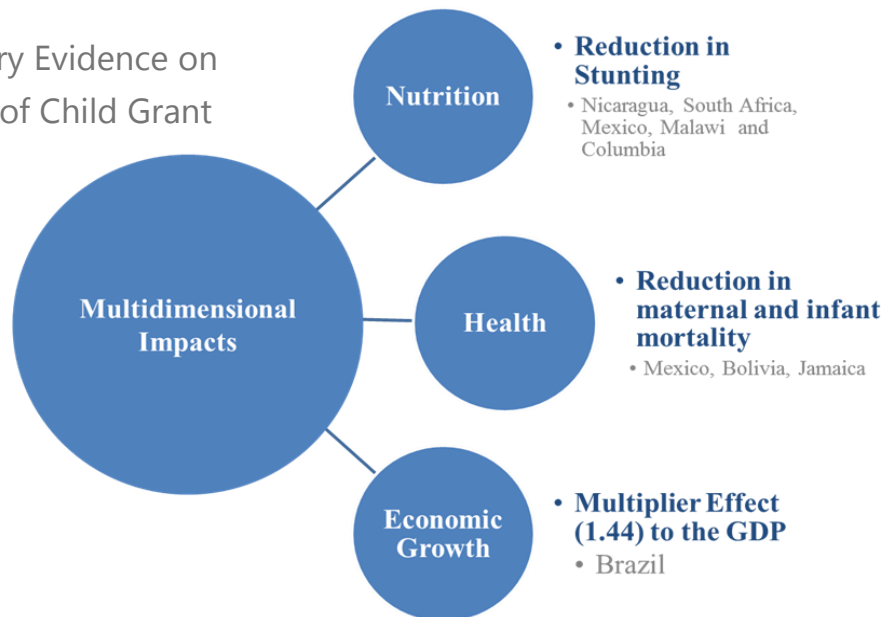 ry Evidence on
of Child Grant
Multidimensional
Impacts
Nutrition
• Reduction in
Stunting
• Nicaragua, South Africa,
Mexico, Malawi and
Columbia
Health
• Reduction in
maternal and infant
mortality
• Mexico, Bolivia, Jamaica
Economic
Growth
• Multiplier Effect
(1.44) to the GDP
• Brazil